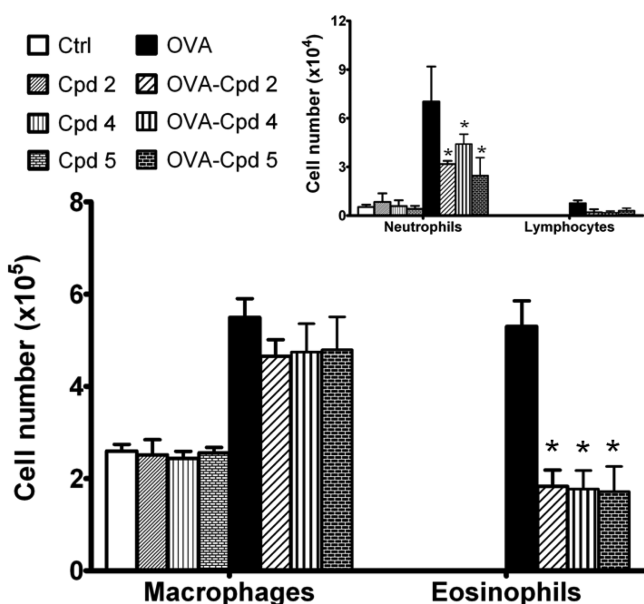 Ctrl OVA
Cpd 2 OVA-Cpd 2
Cpd 4 OVA-Cpd 4
Cpd 5 OVA-Cpd 5
Cell number (x10⁴)
12
9
6
3
0
* * *
Neutrophils Lymphocytes
Cell number (x10⁵)
8
6
4
2
0
* * *
Macrophages Eosinophils